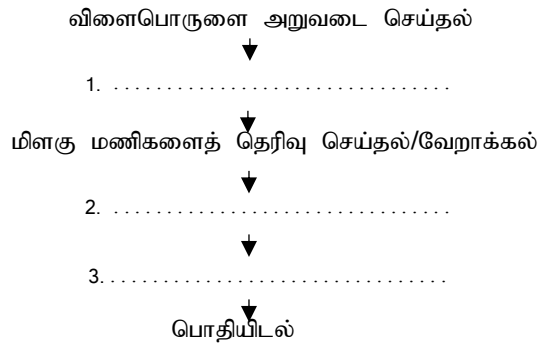 விளைபொருளை அறுவடை செய்தல்
1. .................................
மிளகு மணிகளைத் தெரிவு செய்தல்/வேறாக்கல்
2. .................................
3. .................................
பொதியிடல்